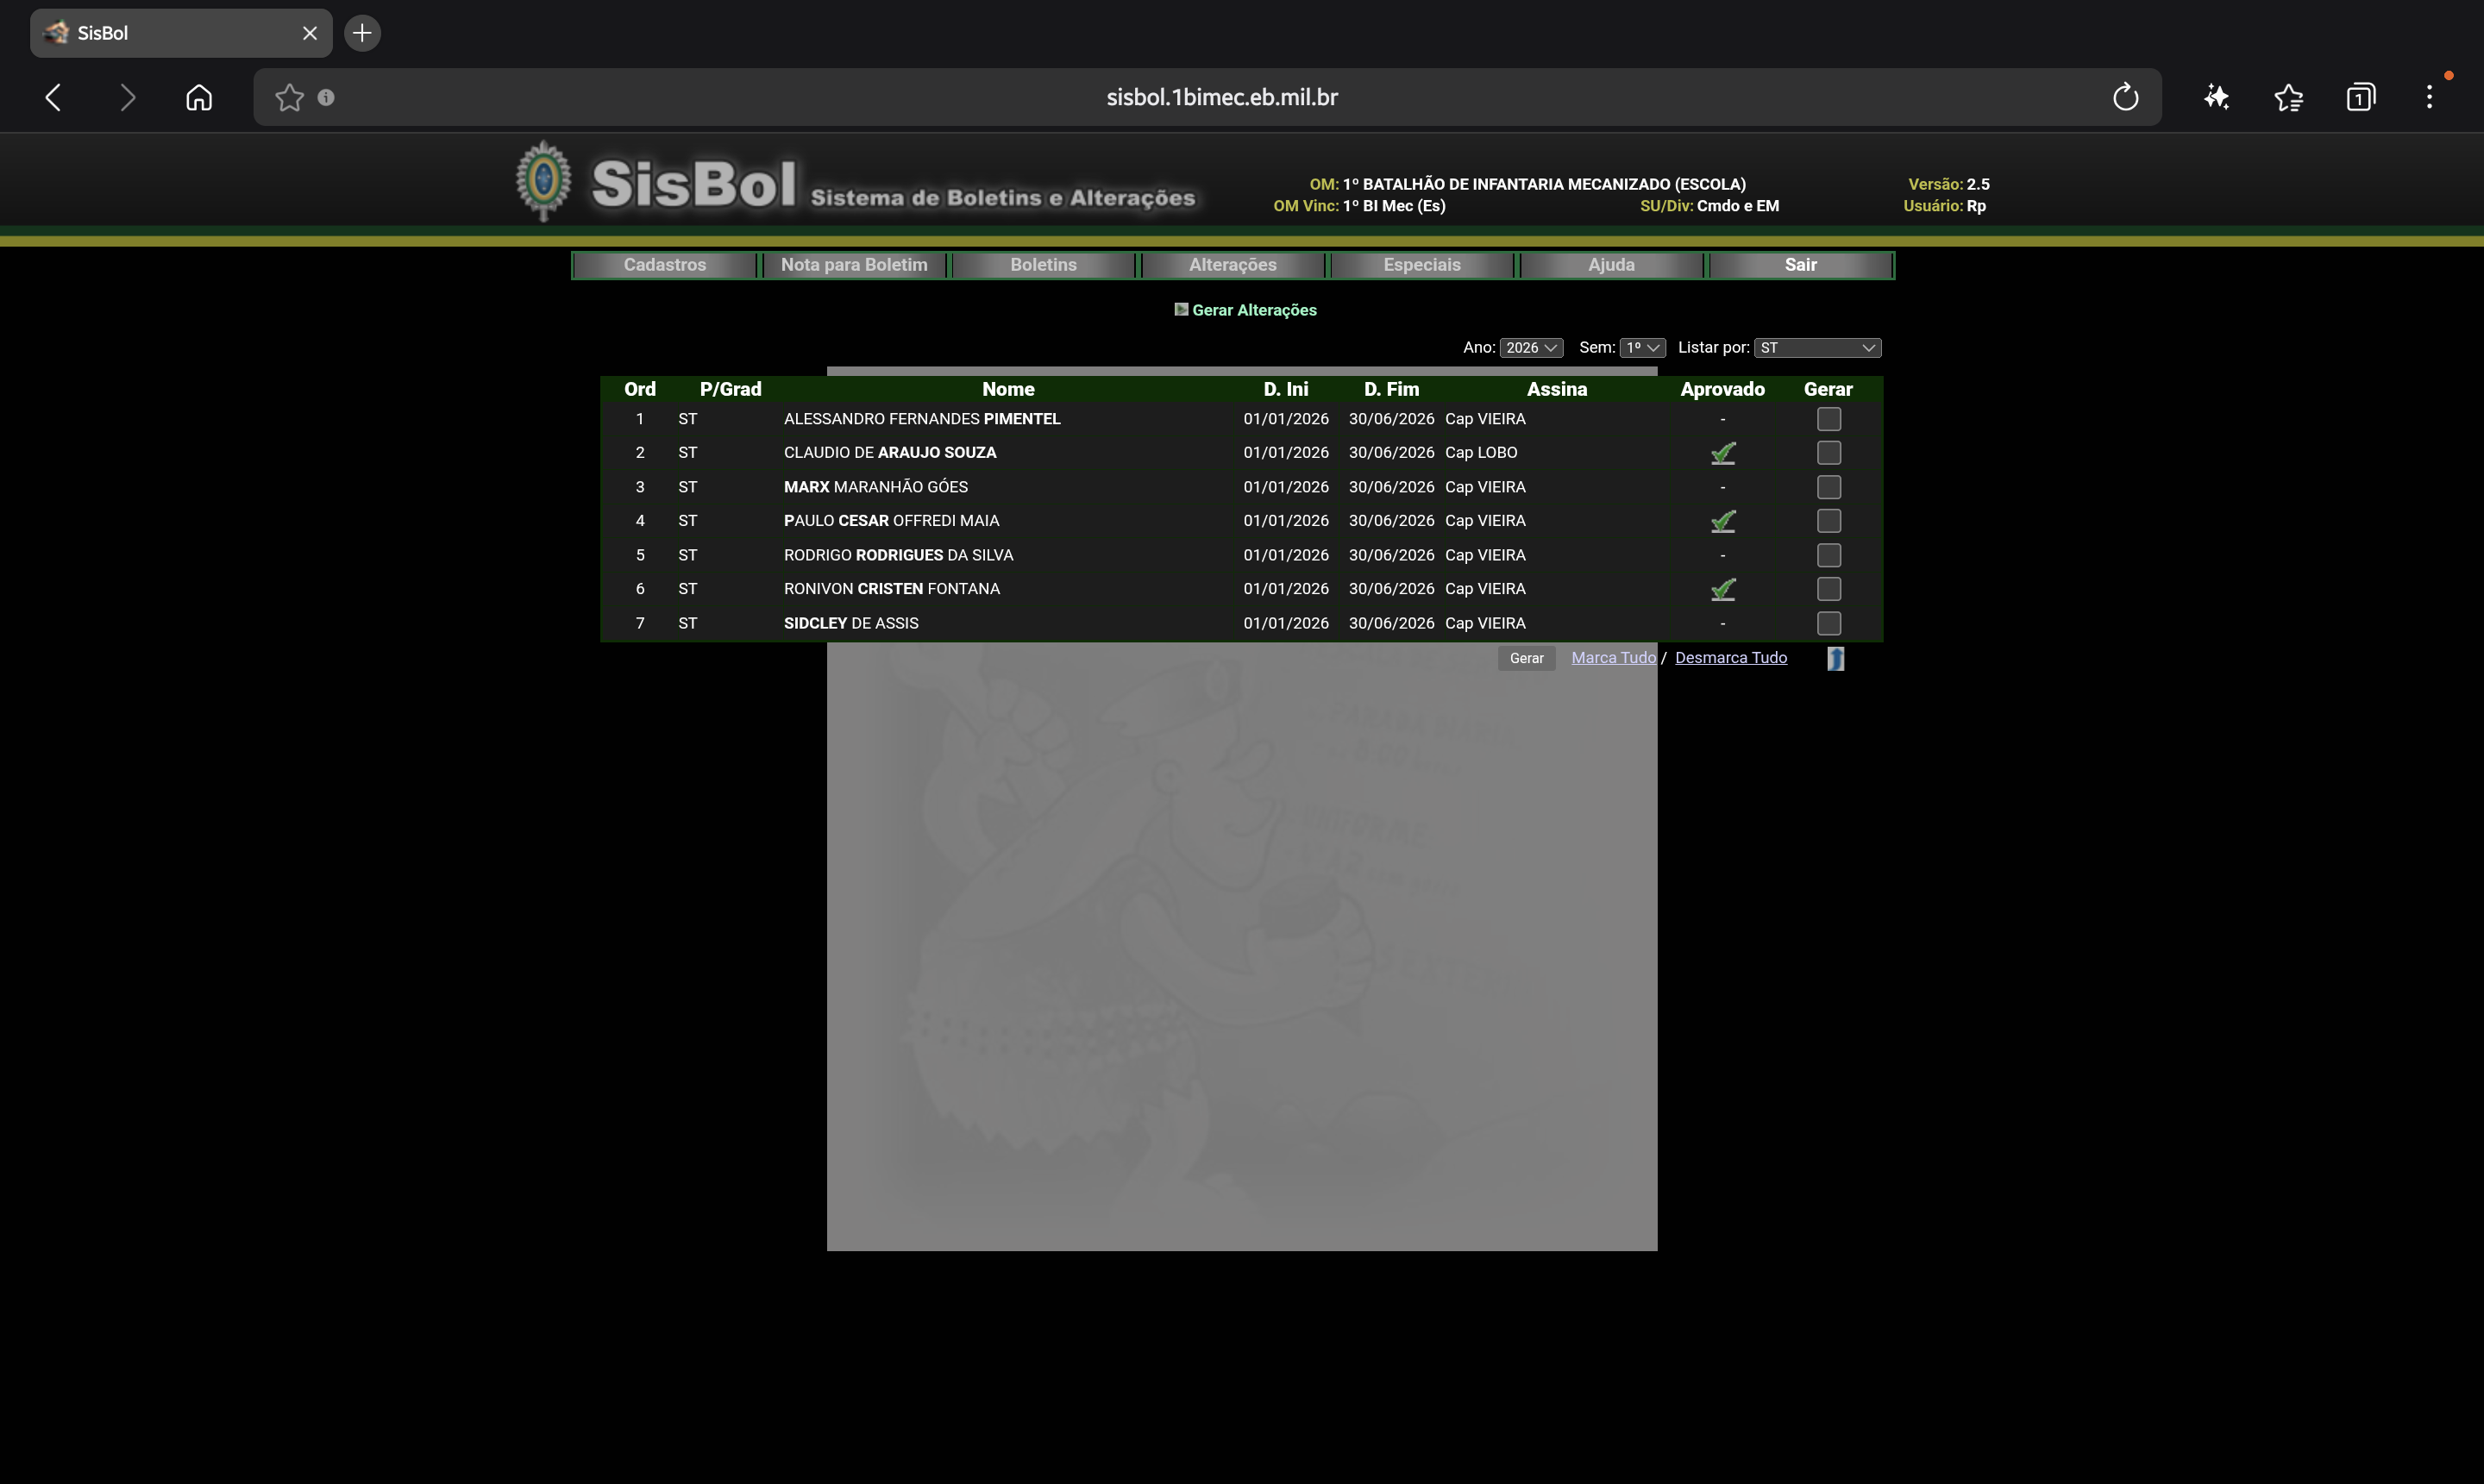 SisBol
sisbol.1bimec.eb.mil.br
1
SisBol Sistema de Boletins e Alterações
OM: 1º BATALHÃO DE INFANTARIA MECANIZADO (ESCOLA) Versão: 2.5
OM Vinc: 1º BI Mec (Es) SU/Div: Cmdo e EM Usuário: Rp
Cadastros Nota para Boletim Boletins Alterações Especiais Ajuda Sair
Gerar Alterações
Ano: 2026 Sem: 1º Listar por: ST
Ord P/Grad Nome D. Ini D. Fim Assina Aprovado Gerar
1 ST ALESSANDRO FERNANDES PIMENTEL 01/01/2026 30/06/2026 Cap VIEIRA -
2 ST CLAUDIO DE ARAUJO SOUZA 01/01/2026 30/06/2026 Cap LOBO
3 ST MARX MARANHÃO GÓES 01/01/2026 30/06/2026 Cap VIEIRA -
4 ST PAULO CESAR OFFREDI MAIA 01/01/2026 30/06/2026 Cap VIEIRA
5 ST RODRIGO RODRIGUES DA SILVA 01/01/2026 30/06/2026 Cap VIEIRA -
6 ST RONIVON CRISTEN FONTANA 01/01/2026 30/06/2026 Cap VIEIRA
7 ST SIDCLEY DE ASSIS 01/01/2026 30/06/2026 Cap VIEIRA -
Gerar Marca Tudo / Desmarca Tudo